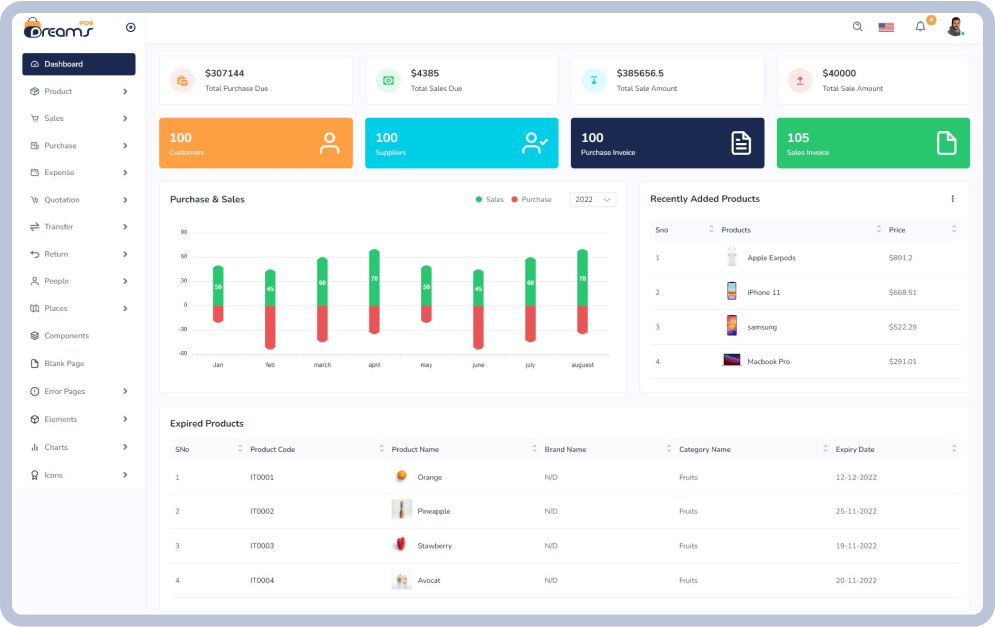 Dreams POS
4
Dashboard
Product
Sales
Purchase
Expense
Quotation
Transfer
Return
People
Places
Components
Blank Page
Error Pages
Elements
Charts
Icons
$307144
Total Purchase Due
$4385
Total Sales Due
$385656.5
Total Sale Amount
$40000
Total Sale Amount
100
Customers
100
Suppliers
100
Purchase Invoice
105
Sales Invoice
Purchase & Sales
Sales Purchase 2022
90
60
30
0
-30
-60
50 45 60 70 50 45 60 70
Jan feb march april may june july auguest
Recently Added Products
Sno Products Price
1 Apple Earpods $891.2
2 iPhone 11 $668.51
3 samsung $522.29
4 Macbook Pro $291.01
Expired Products
SNo Product Code Product Name Brand Name Category Name Expiry Date
1 IT0001 Orange N/D Fruits 12-12-2022
2 IT0002 Pineapple N/D Fruits 25-11-2022
3 IT0003 Stawberry N/D Fruits 19-11-2022
4 IT0004 Avocat N/D Fruits 20-11-2022